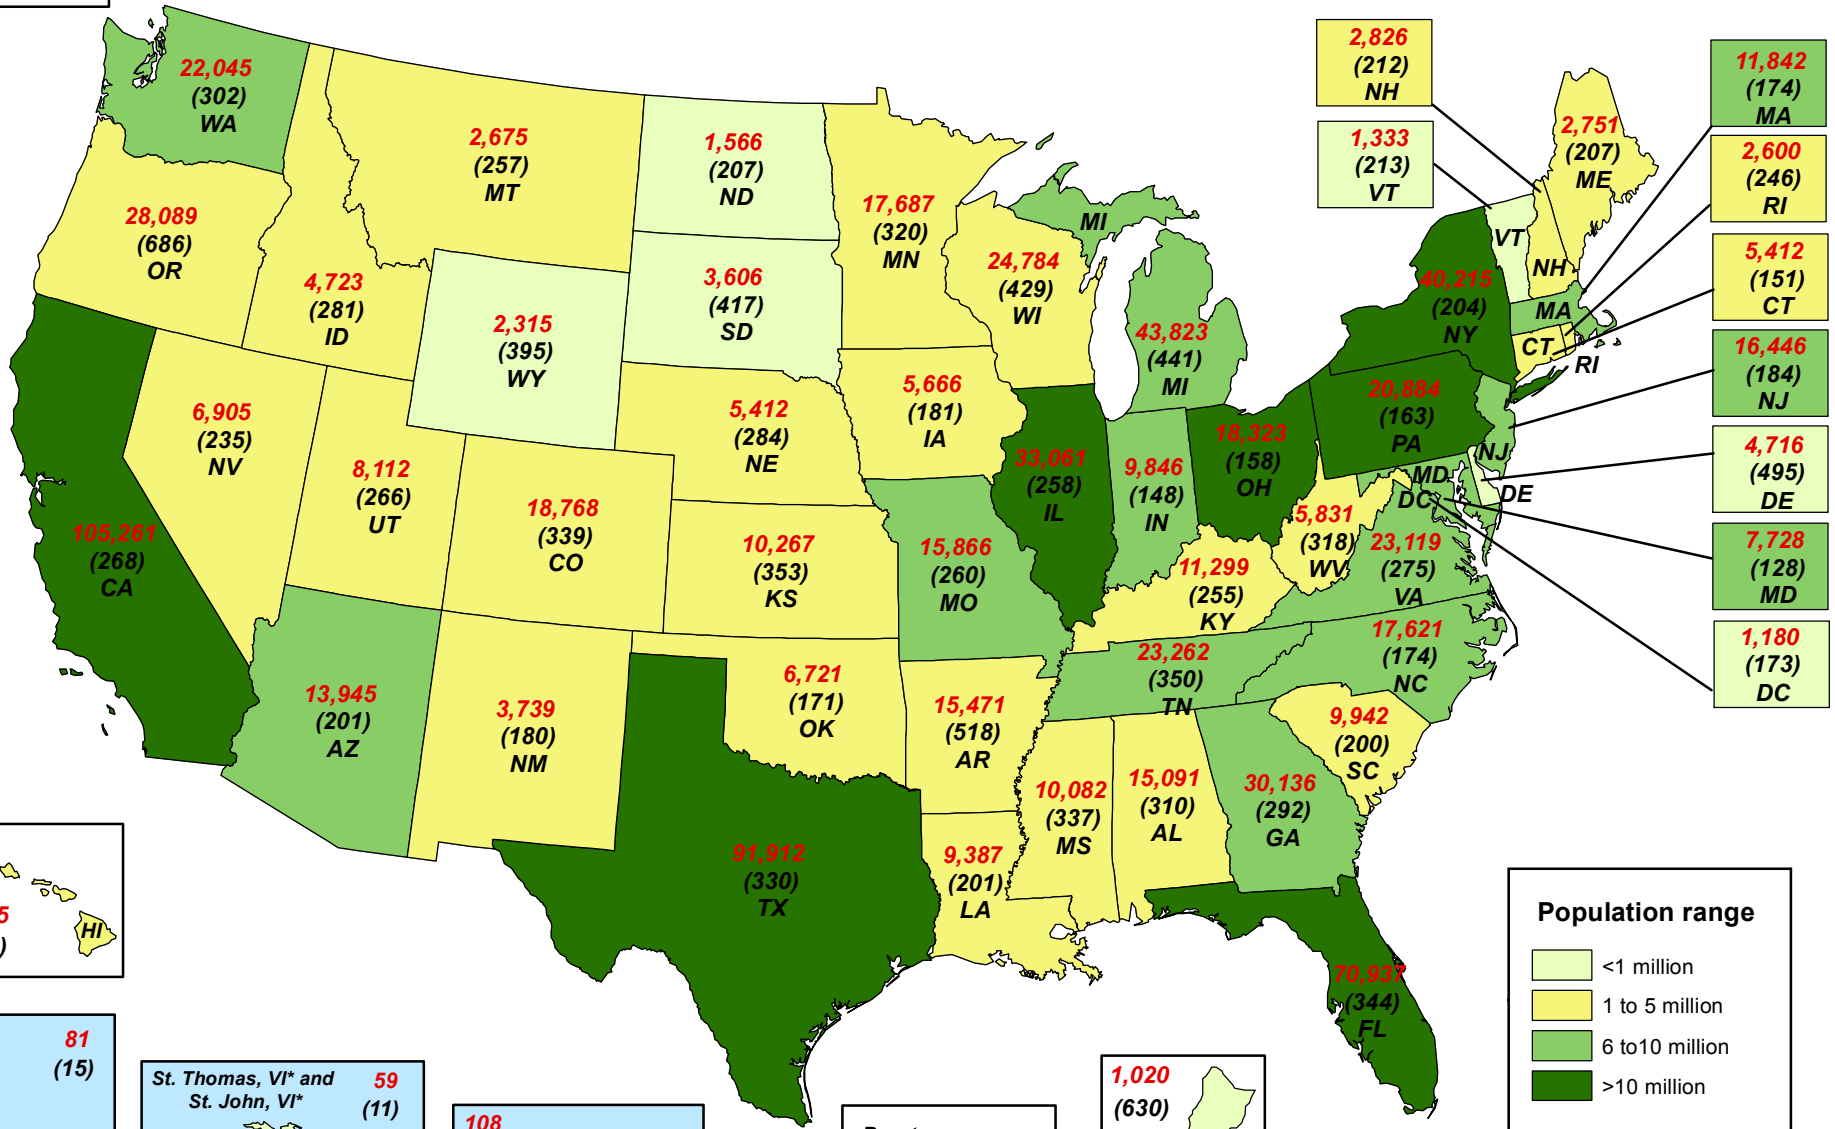 22,045
(302)
WA
28,089
(686)
OR
4,723
(281)
ID
2,675
(257)
MT
1,566
(207)
ND
3,606
(417)
SD
2,315
(395)
WY
17,687
(320)
MN
24,784
(429)
WI
MI
43,823
(441)
MI
2,826
(212)
NH
1,333
(213)
VT
2,751
(207)
ME
VT
NH
MA
CT
RI
40,215
(204)
NY
11,842
(174)
MA
2,600
(246)
RI
5,412
(151)
CT
16,446
(184)
NJ
4,716
(495)
DE
7,728
(128)
MD
1,180
(173)
DC
6,905
(235)
NV
8,112
(266)
UT
18,768
(339)
CO
5,412
(284)
NE
5,666
(181)
IA
33,061
(258)
IL
9,846
(148)
IN
18,323
(158)
OH
20,884
(163)
PA
NJ
MD
DC
DE
105,261
(268)
CA
10,267
(353)
KS
15,866
(260)
MO
11,299
(255)
KY
5,831
(318)
WV
23,119
(275)
VA
17,621
(174)
NC
23,262
(350)
TN
13,945
(201)
AZ
3,739
(180)
NM
6,721
(171)
OK
15,471
(518)
AR
10,082
(337)
MS
15,091
(310)
AL
30,136
(292)
GA
9,942
(200)
SC
91,912
(330)
TX
9,387
(201)
LA
70,937
(344)
FL
5
)
HI
81
(15)
St. Thomas, VI* and
St. John, VI*
59
(11)
108
1,020
(630)
Population range
<1 million
1 to 5 million
6 to10 million
>10 million